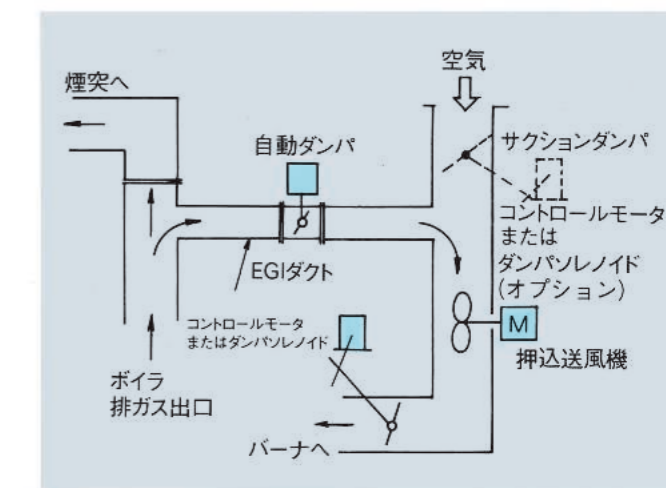 空気
煙突へ
自動ダンパ
サクションダンパ
コントロールモータ
または
ダンパソレノイド
(オプション)
EGIダクト
コントロールモータ
またはダンパソレノイド
M
押込送風機
ボイラ
排ガス出口
バーナへ